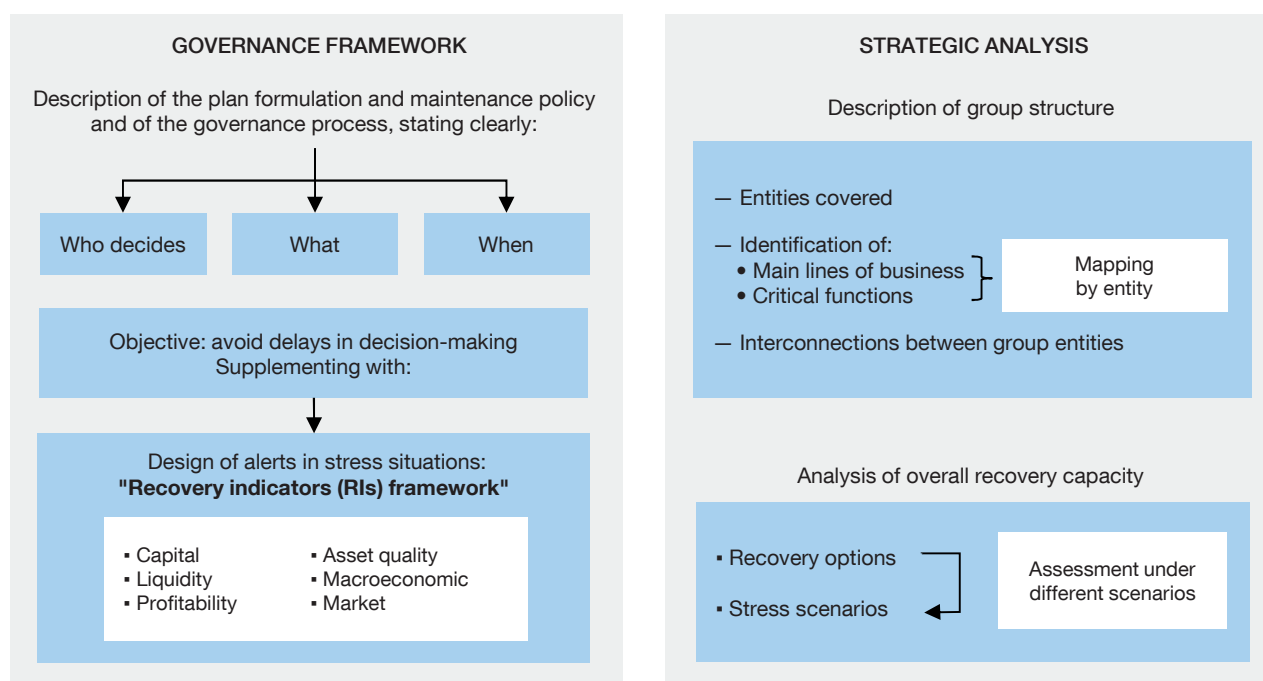 GOVERNANCE FRAMEWORK
Description of the plan formulation and maintenance policy
and of the governance process, stating clearly:
Who decides
What
When
Objective: avoid delays in decision-making
Supplementing with:
Design of alerts in stress situations:
"Recovery indicators (RIs) framework"
▪ Capital
▪ Liquidity
▪ Profitability
▪ Asset quality
▪ Macroeconomic
▪ Market
STRATEGIC ANALYSIS
Description of group structure
— Entities covered
— Identification of:
• Main lines of business
• Critical functions
Mapping
by entity
— Interconnections between group entities
Analysis of overall recovery capacity
▪ Recovery options
▪ Stress scenarios
Assessment under
different scenarios